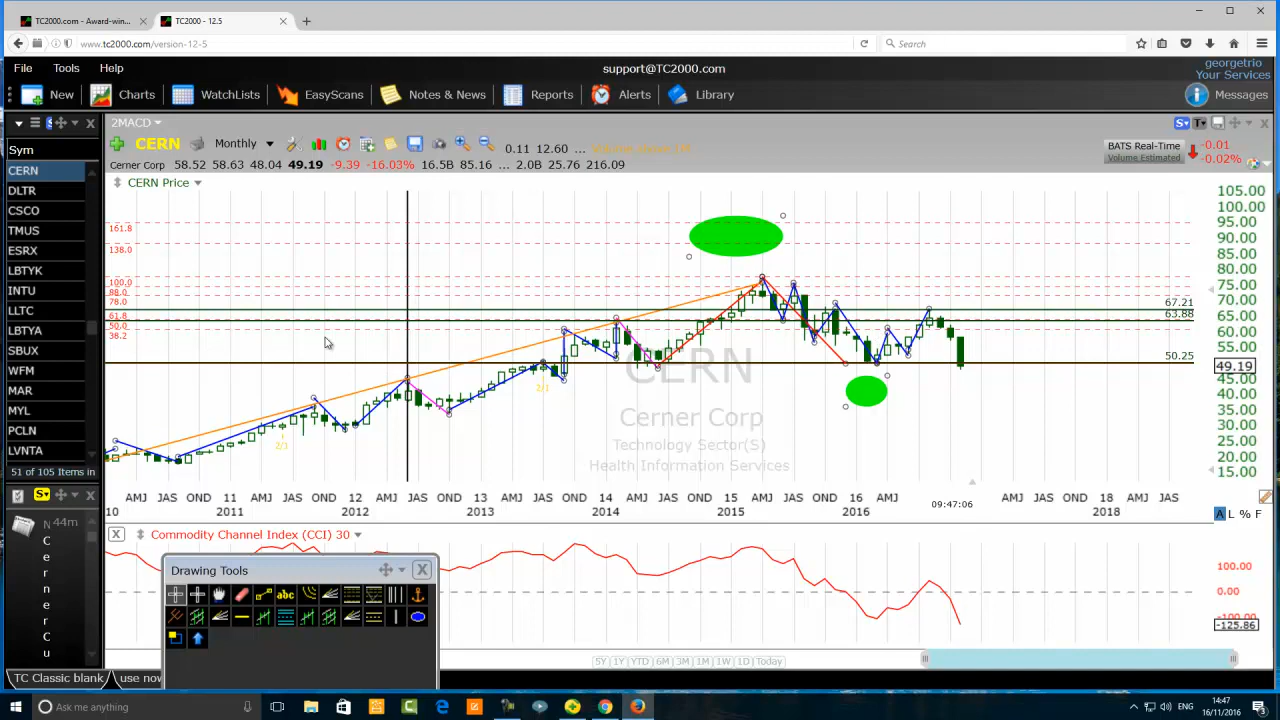 TC2000.com - Award-win...
TC2000 - 12.5
www.tc2000.com/version-12-5
Search
File Tools Help
support@TC2000.com
georgetrio
Your Services
New Charts WatchLists EasyScans Notes & News Reports Alerts Library Messages
2MACD
Sym
CERN Monthly 0.11 12.60 Volume Surge 1M
BATS Real-Time
Volume Estimated
-0.01
-0.02%
Cerner Corp 58.52 58.63 48.04 49.19 -9.39 -16.03% 16.5B 85.16 ... 2.0B 25.76 216.09
CERN Price
CERN
DLTR
CSCO
TMUS
ESRX
LBTYK
INTU
LLTC
LBTYA
SBUX
WFM
MAR
MYL
PCLN
LVNTA
51 of 105 Items in
161.8
138.0
100.0
88.0
78.0
61.8
50.0
38.2
2/1
2/1
CERN
Cerner Corp
Technology Sector(S)
Health Information Services
67.21
63.88
50.25
105.00
100.00
95.00
90.00
85.00
80.00
75.00
70.00
65.00
60.00
55.00
49.19
45.00
40.00
35.00
30.00
25.00
20.00
15.00
AMJ JAS OND 11 AMJ JAS OND 12 AMJ JAS OND 13 AMJ JAS OND 14 AMJ JAS OND 15 AMJ JAS OND 16 AMJ AMJ JAS OND 18 AMJ JAS
10 2011 2012 2013 2014 2015 2016 09:47:06 2018
A L % F
S
N 44m
C
e
r
n
e
r
C
u
Commodity Channel Index (CCI) 30
100.00
0.00
-100.00
-125.86
Drawing Tools
abc
5Y 1Y YTD 6M 3M 1M 1W 1D Today
TC Classic blank
use now
Ask me anything
ENG
14:47
16/11/2016